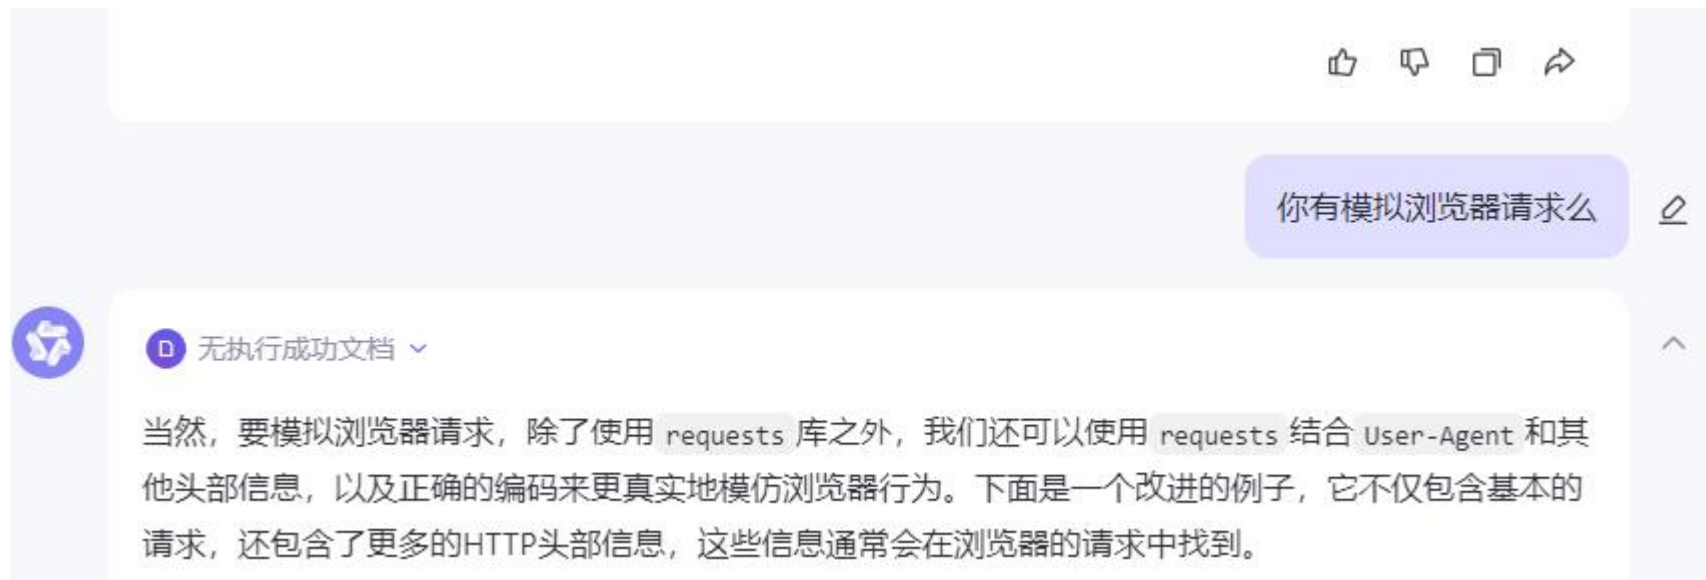 你有模拟浏览器请求么
D 无执行成功文档
当然，要模拟浏览器请求，除了使用 requests 库之外，我们还可以使用 requests 结合 User-Agent 和其
他头部信息，以及正确的编码来更真实地模仿浏览器行为。下面是一个改进的例子，它不仅包含基本的
请求，还包含了更多的HTTP头部信息，这些信息通常会在浏览器的请求中找到。